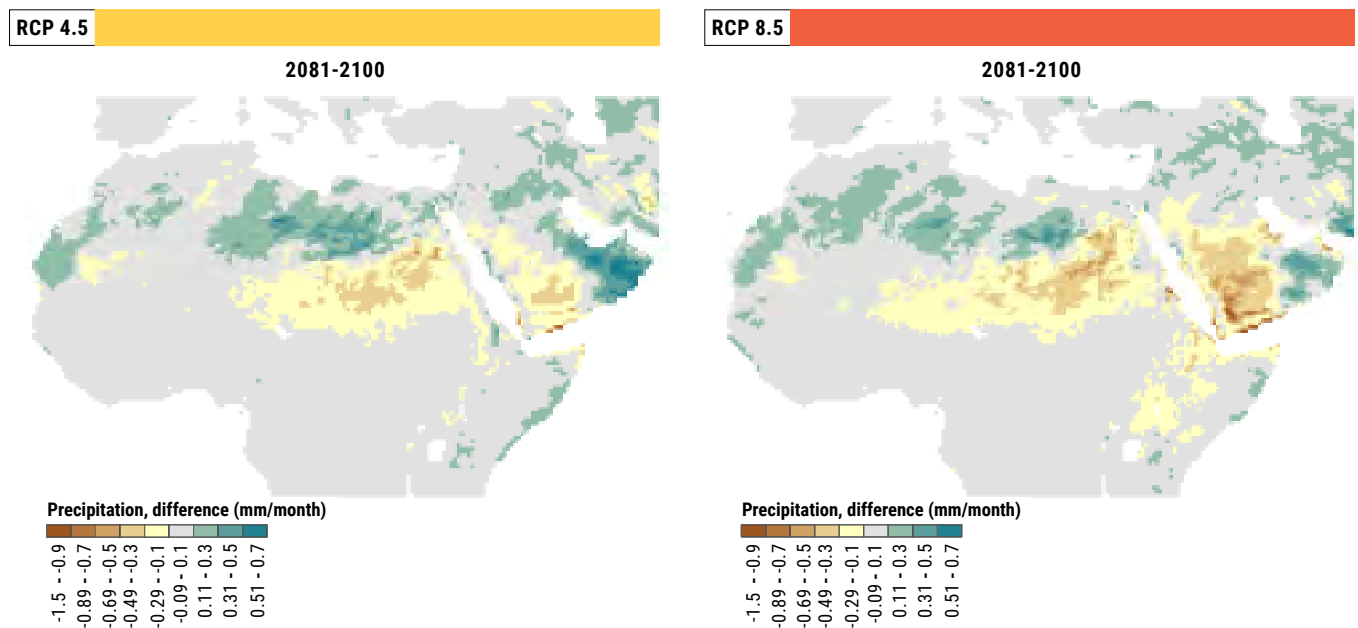 RCP 4.5
2081-2100
Precipitation, difference (mm/month)
-1.5 - -0.9
-0.89 - -0.7
-0.69 - -0.5
-0.49 - -0.3
-0.29 - -0.1
-0.09 - 0.1
0.11 - 0.3
0.31 - 0.5
0.51 - 0.7
RCP 8.5
2081-2100
Precipitation, difference (mm/month)
-1.5 - -0.9
-0.89 - -0.7
-0.69 - -0.5
-0.49 - -0.3
-0.29 - -0.1
-0.09 - 0.1
0.11 - 0.3
0.31 - 0.5
0.51 - 0.7